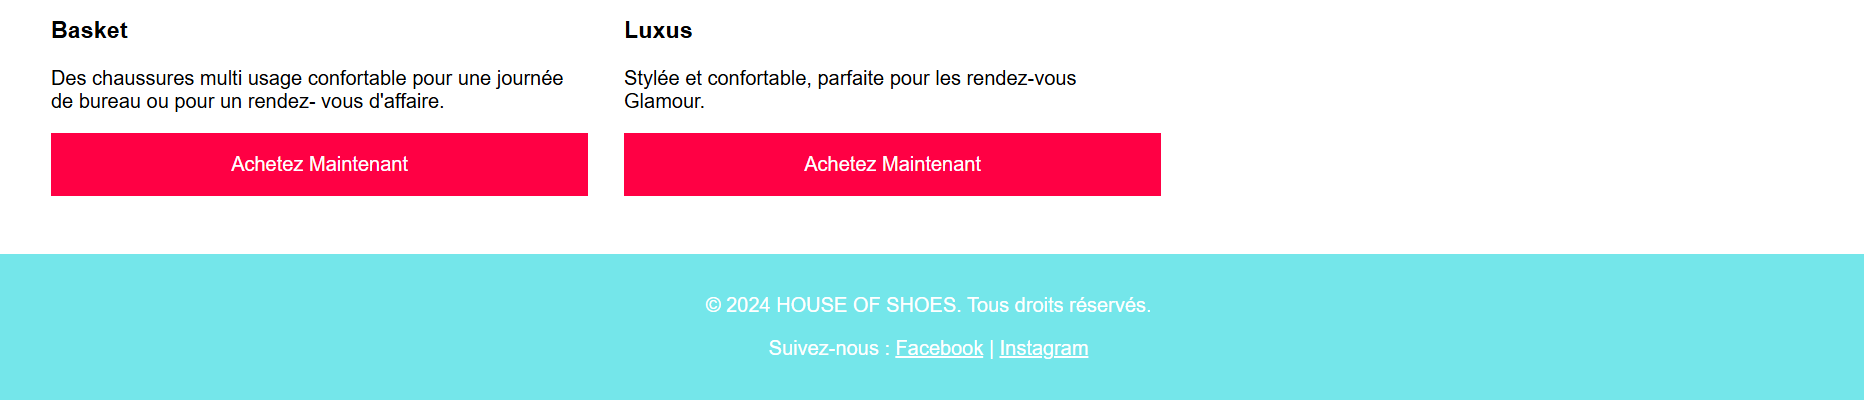 Basket
Des chaussures multi usage confortable pour une journée
de bureau ou pour un rendez- vous d'affaire.
Achetez Maintenant
Luxus
Stylée et confortable, parfaite pour les rendez-vous
Glamour.
Achetez Maintenant
© 2024 HOUSE OF SHOES. Tous droits réservés.
Suivez-nous : Facebook | Instagram